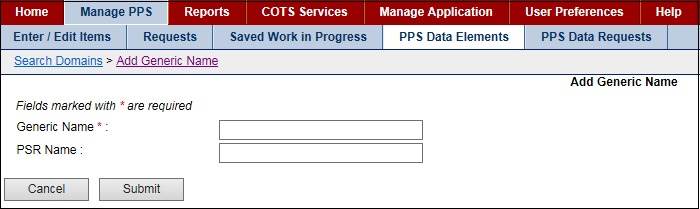 Home Manage PPS Reports COTS Services Manage Application User Preferences Help
Enter / Edit Items Requests Saved Work in Progress PPS Data Elements PPS Data Requests
Search Domains > Add Generic Name
Add Generic Name
Fields marked with * are required
Generic Name * :
PSR Name :
Cancel Submit